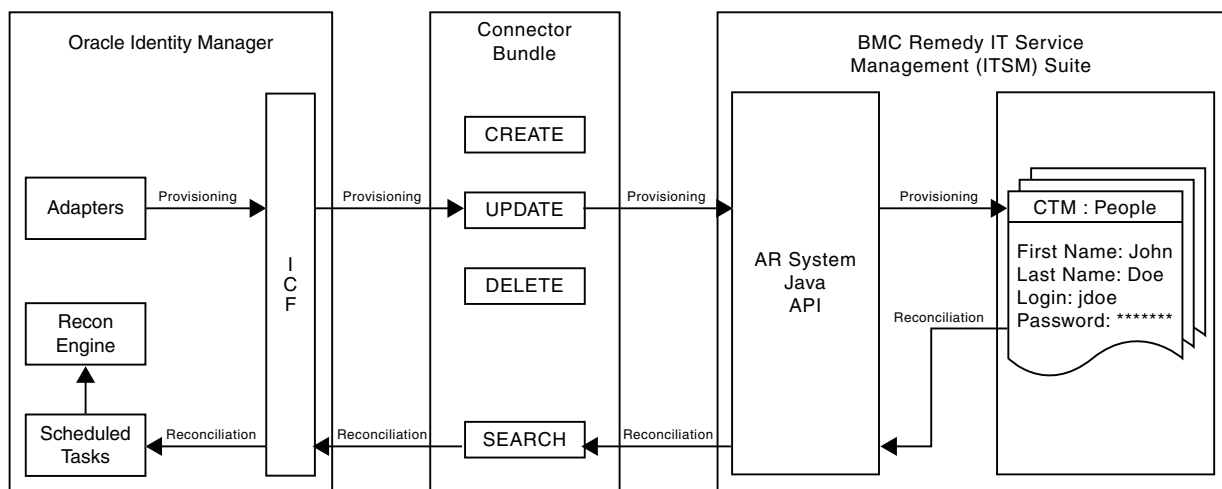 Oracle Identity Manager
Adapters
Provisioning
Recon
Engine
Scheduled
Tasks
Reconciliation
I
C
F
Provisioning
Reconciliation
Connector
Bundle
CREATE
UPDATE
DELETE
SEARCH
Provisioning
Reconciliation
BMC Remedy IT Service
Management (ITSM) Suite
AR System
Java
API
Provisioning
Reconciliation
CTM : People
First Name: John
Last Name: Doe
Login: jdoe
Password: *******